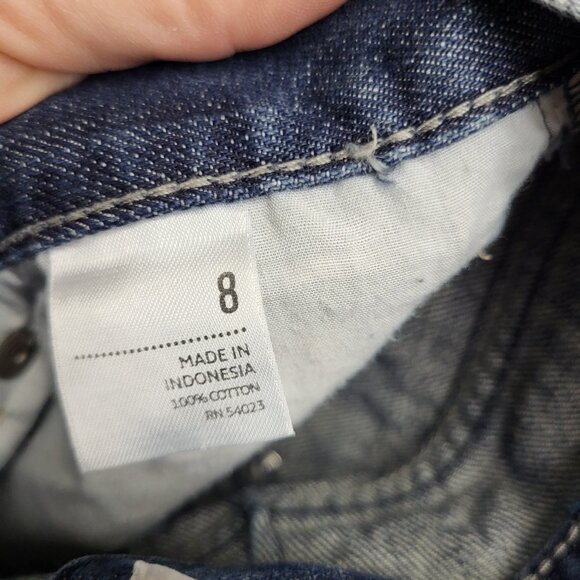 8
MADE IN
INDONESIA
100% COTTON
RN 54023